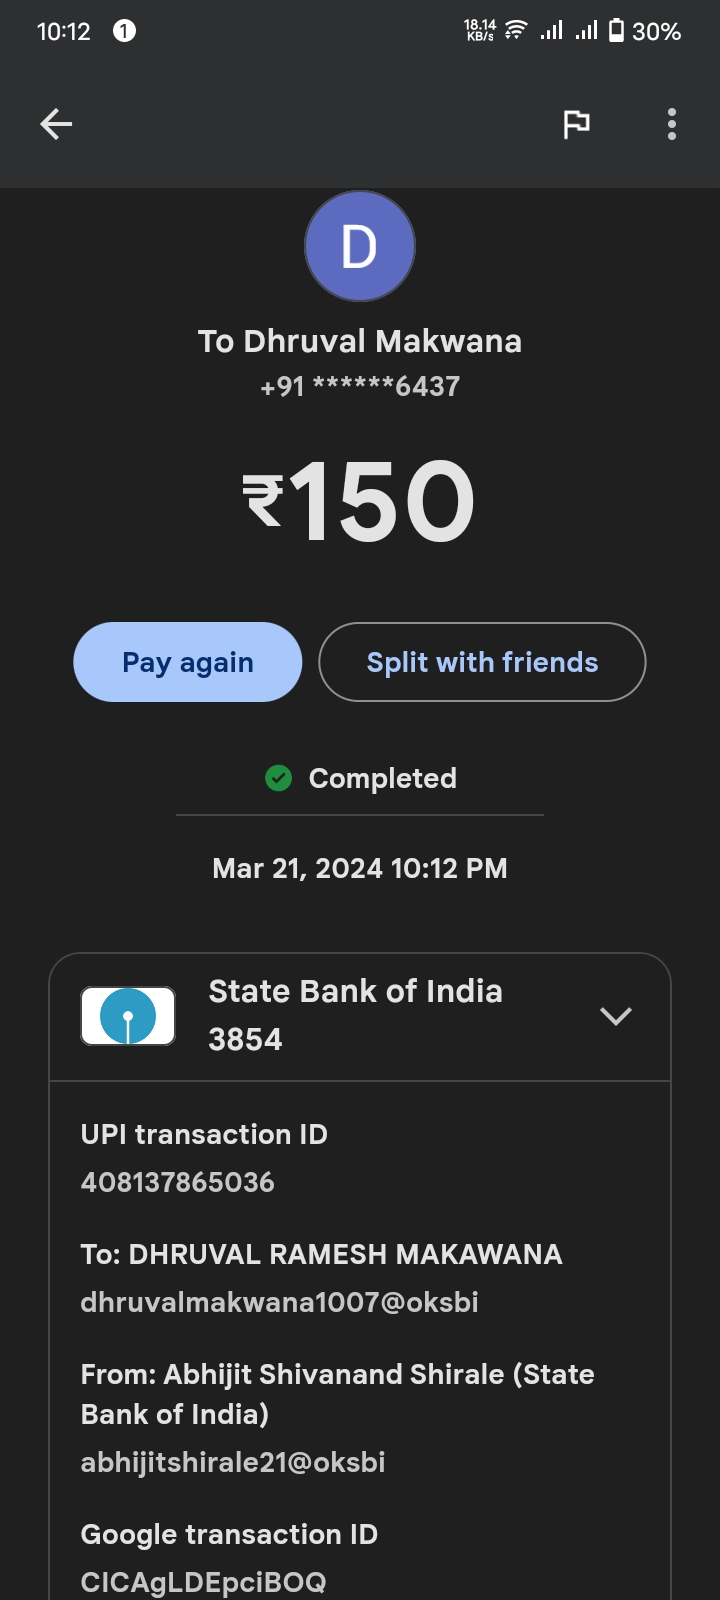 10:12 1 18.14 KB/s 30%
D
To Dhruval Makwana
+91 ******6437
₹150
Pay again Split with friends
Completed
Mar 21, 2024 10:12 PM
State Bank of India
3854
UPI transaction ID
408137865036
To: DHRUVAL RAMESH MAKAWANA
dhruvalmakwana1007@oksbi
From: Abhijit Shivanand Shirale (State
Bank of India)
abhijitshirale21@oksbi
Google transaction ID
CICAgLDEpciBOQ